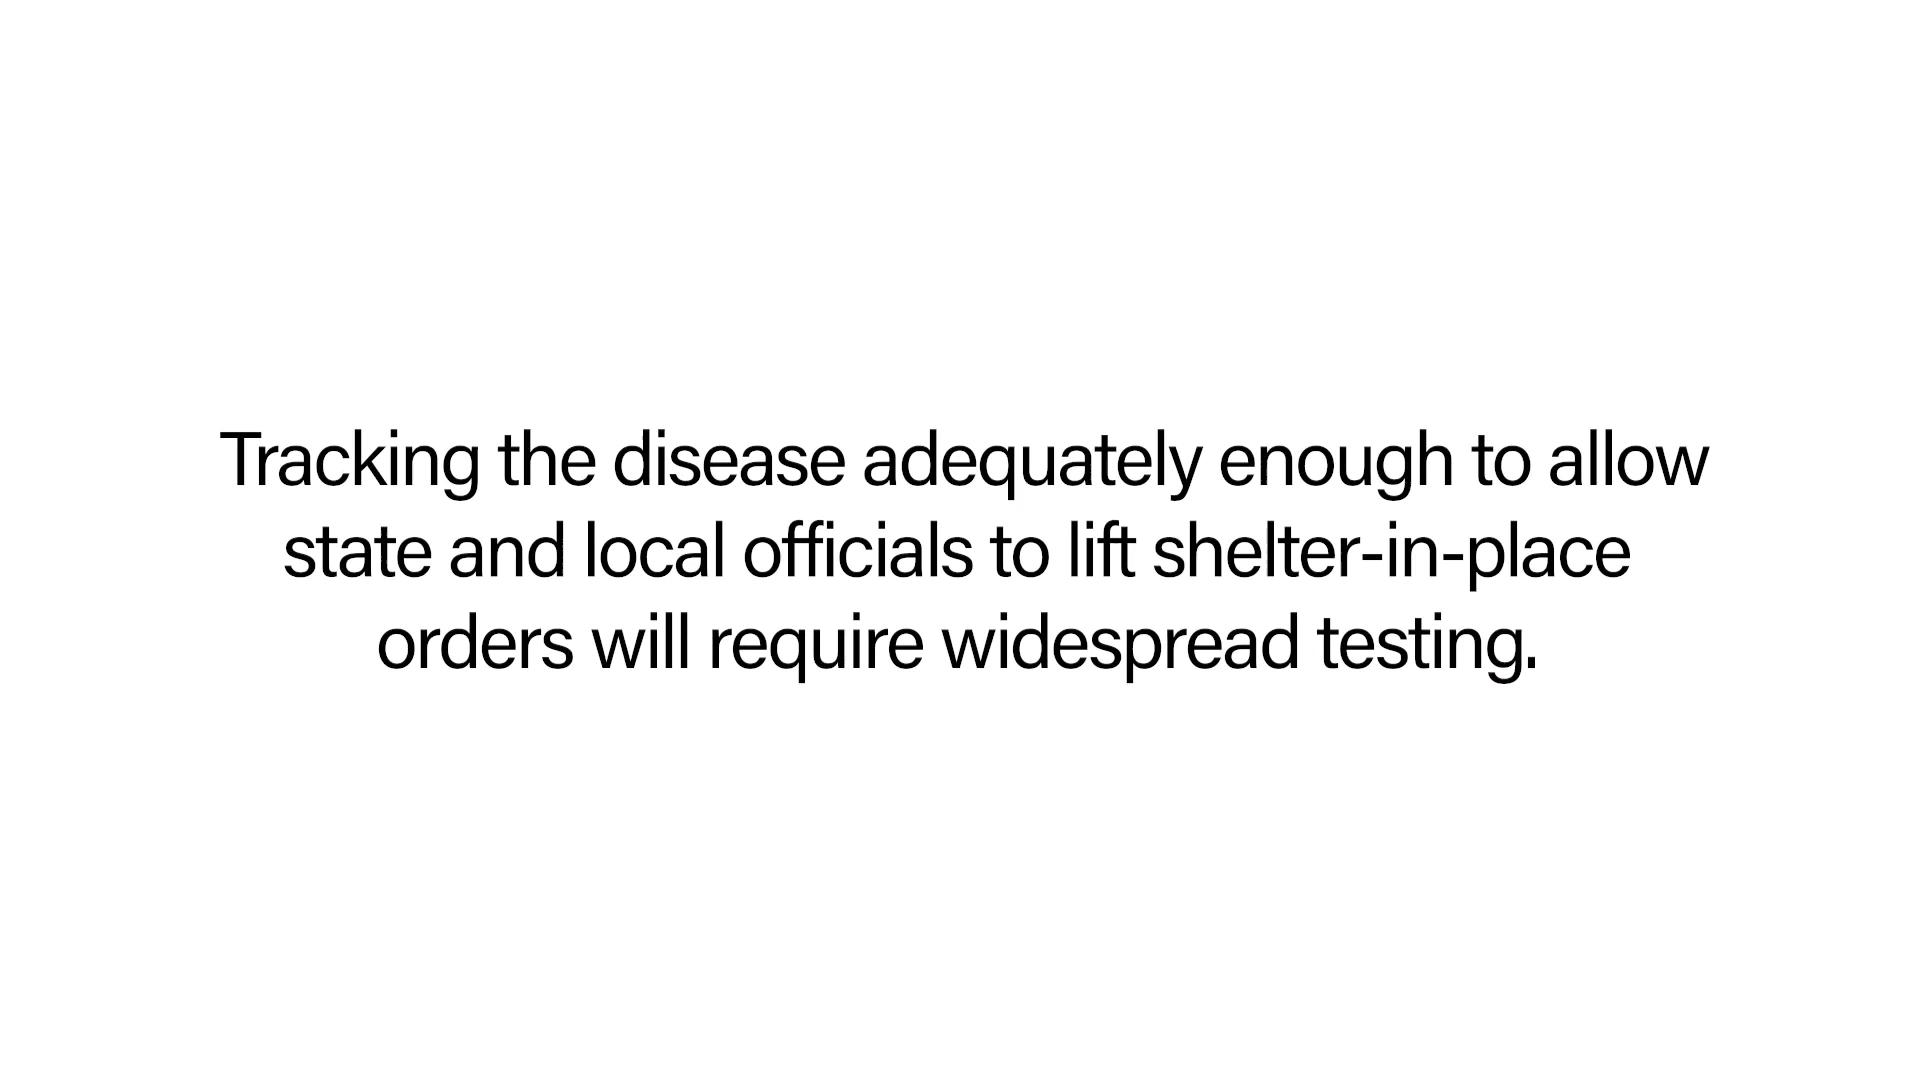 Tracking the disease adequately enough to allow
state and local officials to lift shelter-in-place
orders will require widespread testing.